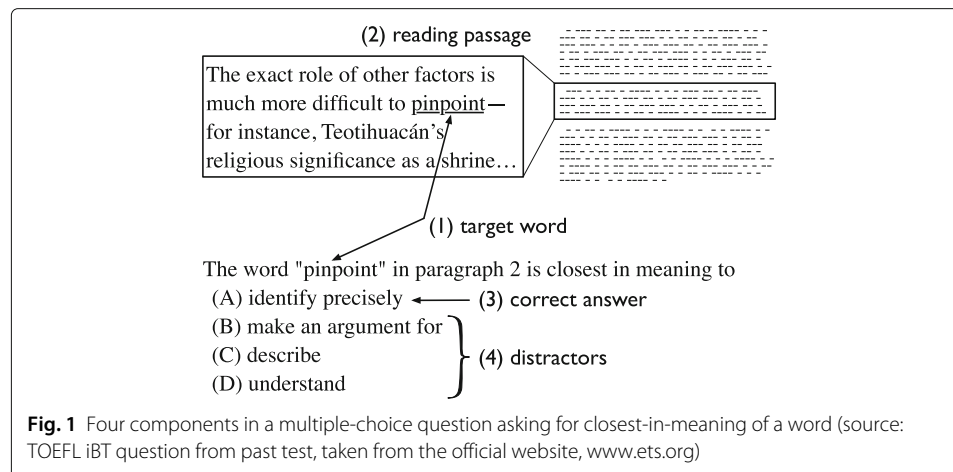 (2) reading passage
The exact role of other factors is
much more difficult to pinpoint—
for instance, Teotihuacán's
religious significance as a shrine…
(1) target word
The word "pinpoint" in paragraph 2 is closest in meaning to
(A) identify precisely
(3) correct answer
(B) make an argument for
(C) describe
(D) understand
(4) distractors
Fig. 1 Four components in a multiple-choice question asking for closest-in-meaning of a word (source:
TOEFL iBT question from past test, taken from the official website, www.ets.org)